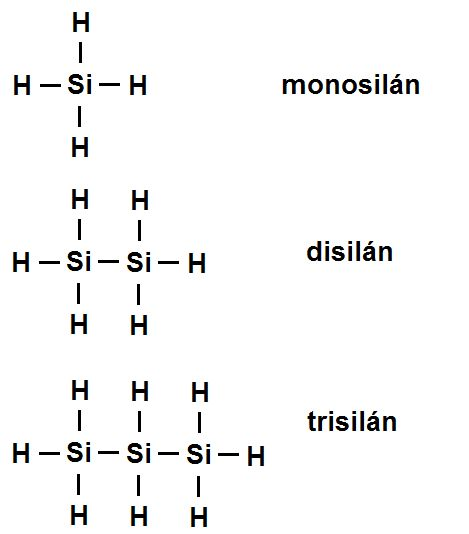 H
H – Si – H monosilán
H
H H
H – Si – Si – H disilán
H H
H H H
H – Si – Si – Si – H trisilán
H H H